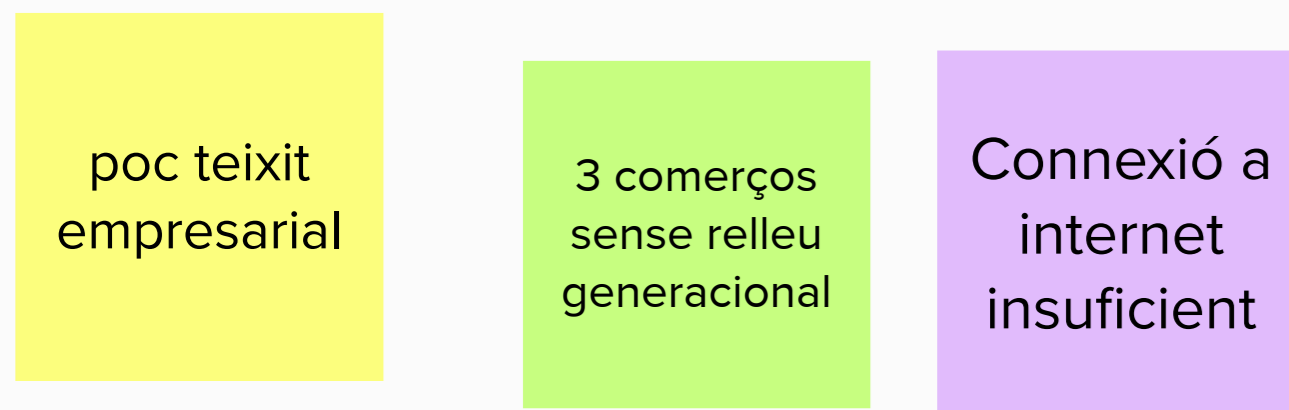 poc teixit
empresarial
3 comerços
sense relleu
generacional
Connexió a
internet
insuficient